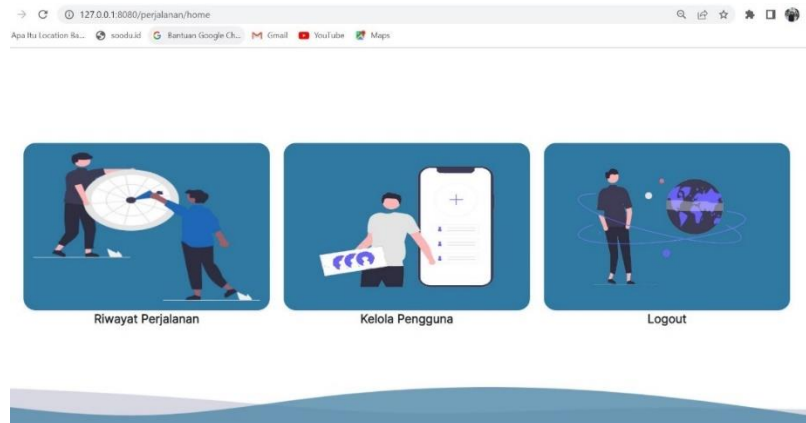 127.0.0.1:8080/perjalanan/home
Apa Itu Location Ba... soodu.id Bantuan Google Ch... Gmail YouTube Maps
Riwayat Perjalanan Kelola Pengguna Logout